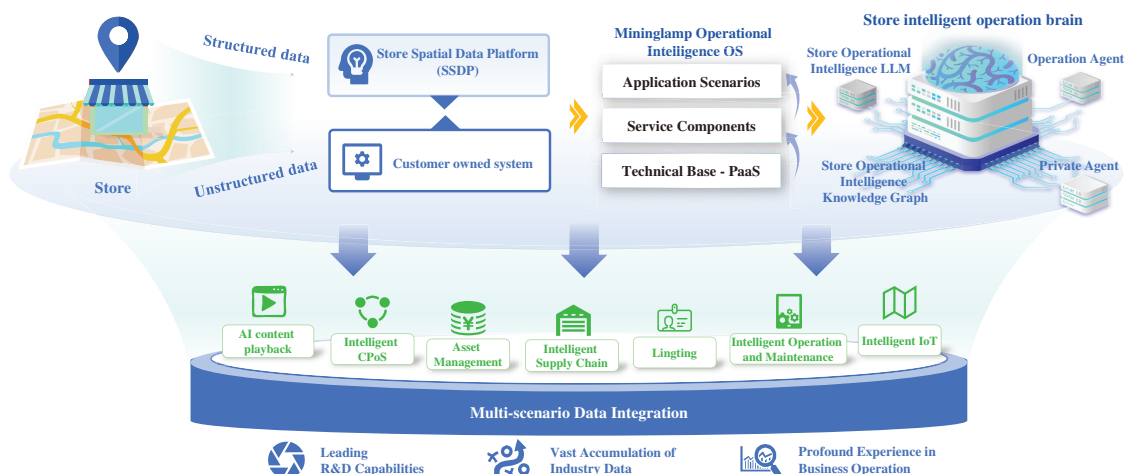 Store intelligent operation brain
Structured data
Store Spatial Data Platform
(SSDP)
Mininglamp Operational
Intelligence OS
Store Operational
Intelligence LLM
Operation Agent
Application Scenarios
Service Components
Customer owned system
Technical Base - PaaS
Store
Unstructured data
Store Operational
Intelligence
Knowledge Graph
Private Agent
¥
AI content
playback
Intelligent
CPoS
Asset
Management
Intelligent
Supply Chain
Lingting
Intelligent Operation
and Maintenance
Intelligent IoT
Multi-scenario Data Integration
Leading
R&D Capabilities
Vast Accumulation of
Industry Data
Profound Experience in
Business Operation